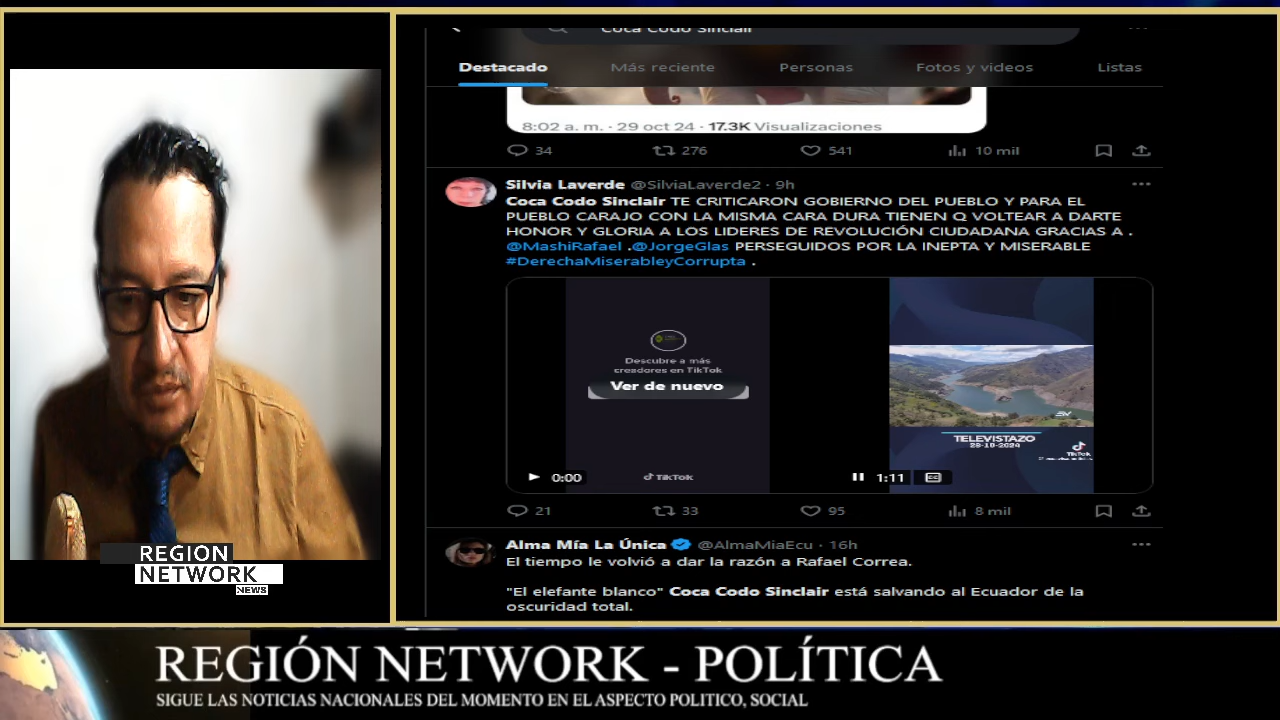 Coca Codo Sinclair
Destacado
Más reciente
Personas
Fotos y videos
Listas
8:02 a. m. · 29 oct 24 · 17.3K Visualizaciones
34
276
541
10 mil
Silvia Laverde @SilviaLaverde2 · 9h
Coca Codo Sinclair TE CRITICARON GOBIERNO DEL PUEBLO Y PARA EL
PUEBLO CARAJO CON LA MISMA CARA DURA TIENEN Q VOLTEAR A DARTE
HONOR Y GLORIA A LOS LIDERES DE REVOLUCIÓN CIUDADANA GRACIAS A .
@MashiRafael .@JorgeGlas PERSEGUIDOS POR LA INEPTA Y MISERABLE
#DerechaMiserableyCorrupta .
Descubre a más
creadores en TikTok
Ver de nuevo
0:00
TikTok
TELEVISTAZO
29-10-2024
TikTok
1:11
21
33
95
8 mil
Alma Mía La Única @AlmaMiaEcu · 16h
El tiempo le volvió a dar la razón a Rafael Correa.
"El elefante blanco" Coca Codo Sinclair está salvando al Ecuador de la
oscuridad total.
REGION
NETWORK
NEWS
REGIÓN NETWORK - POLÍTICA
SIGUE LAS NOTICIAS NACIONALES DEL MOMENTO EN EL ASPECTO POLITICO, SOCIAL